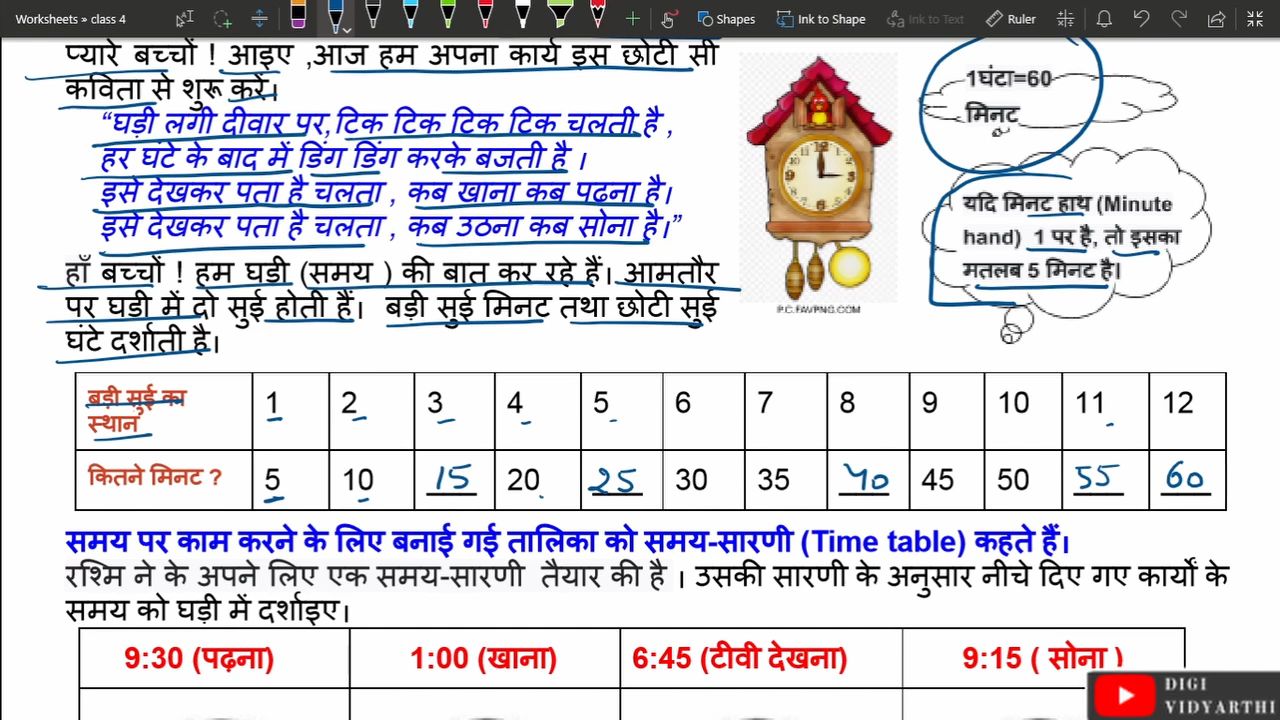 Worksheets » class 4
Shapes
Ink to Shape
Ink to Text
Ruler
प्यारे बच्चों ! आइए ,आज हम अपना कार्य इस छोटी सी
कविता से शुरू करें।
“घड़ी लगी दीवार पर, टिक टिक टिक टिक चलती है ,
हर घंटे के बाद में डिंग डिंग करके बजती है ।
इसे देखकर पता है चलता , कब खाना कब पढ़ना है।
इसे देखकर पता है चलता , कब उठना कब सोना है।”
हाँ बच्चों ! हम घड़ी (समय ) की बात कर रहे हैं। आमतौर
पर घड़ी में दो सुई होती हैं। बड़ी सुई मिनट तथा छोटी सुई
घंटे दर्शाती है।
P.C.FAVPNG.COM
1घंटा=60
मिनट
यदि मिनट हाथ (Minute
hand) 1 पर है, तो इसका
मतलब 5 मिनट है।
बड़ी सुई का
स्थान 1 2 3 4 5 6 7 8 9 10 11 12
कितने मिनट ? 5 10 15 20 25 30 35 40 45 50 55 60
समय पर काम करने के लिए बनाई गई तालिका को समय-सारणी (Time table) कहते हैं।
रश्मि ने के अपने लिए एक समय-सारणी तैयार की है । उसकी सारणी के अनुसार नीचे दिए गए कार्यों के
समय को घड़ी में दर्शाइए।
9:30 (पढ़ना) 1:00 (खाना) 6:45 (टीवी देखना) 9:15 ( सोना )
DIGI
VIDYARTHI